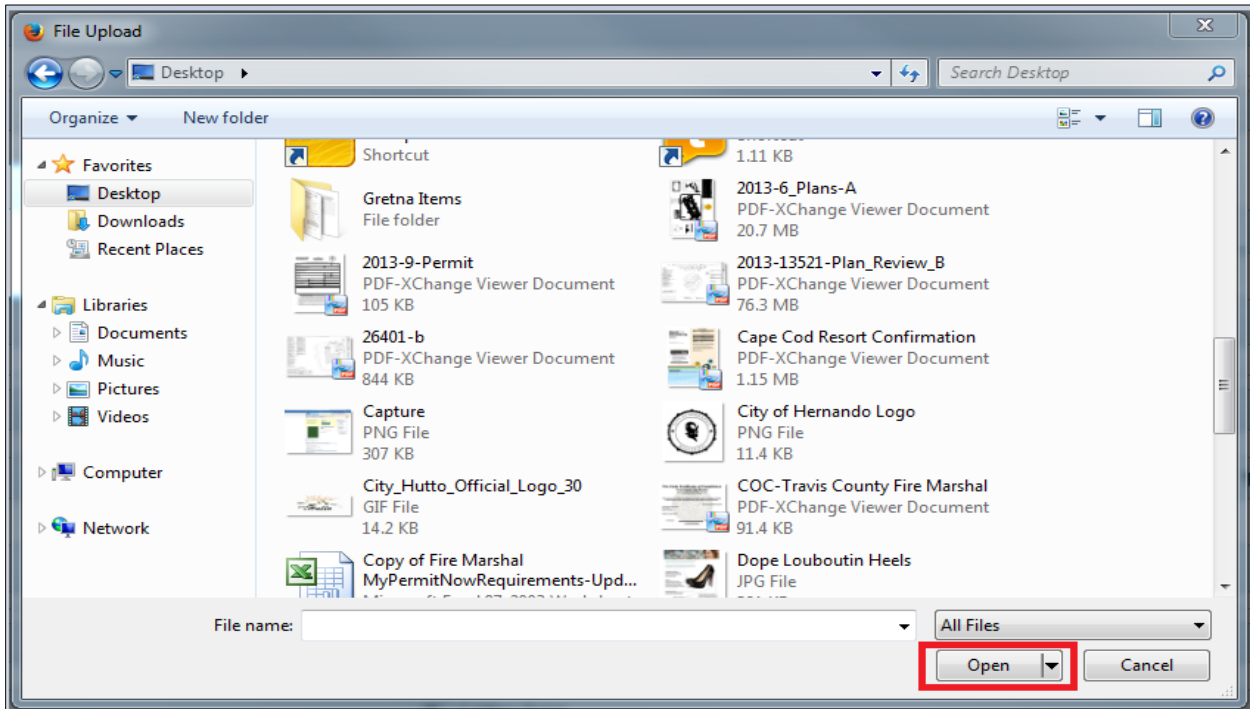 File Upload
Desktop
Search Desktop
Organize
New folder
Favorites
Desktop
Downloads
Recent Places
Libraries
Documents
Music
Pictures
Videos
Computer
Network
Shortcut
1.11 KB
Gretna Items
File folder
2013-6_Plans-A
PDF-XChange Viewer Document
20.7 MB
2013-9-Permit
PDF-XChange Viewer Document
105 KB
2013-13521-Plan_Review_B
PDF-XChange Viewer Document
76.3 MB
26401-b
PDF-XChange Viewer Document
844 KB
Cape Cod Resort Confirmation
PDF-XChange Viewer Document
1.15 MB
Capture
PNG File
307 KB
City of Hernando Logo
PNG File
11.4 KB
City_Hutto_Official_Logo_30
GIF File
14.2 KB
COC-Travis County Fire Marshal
PDF-XChange Viewer Document
91.4 KB
Copy of Fire Marshal
MyPermitNowRequirements-Upd...
Dope Louboutin Heels
JPG File
File name:
All Files
Open
Cancel